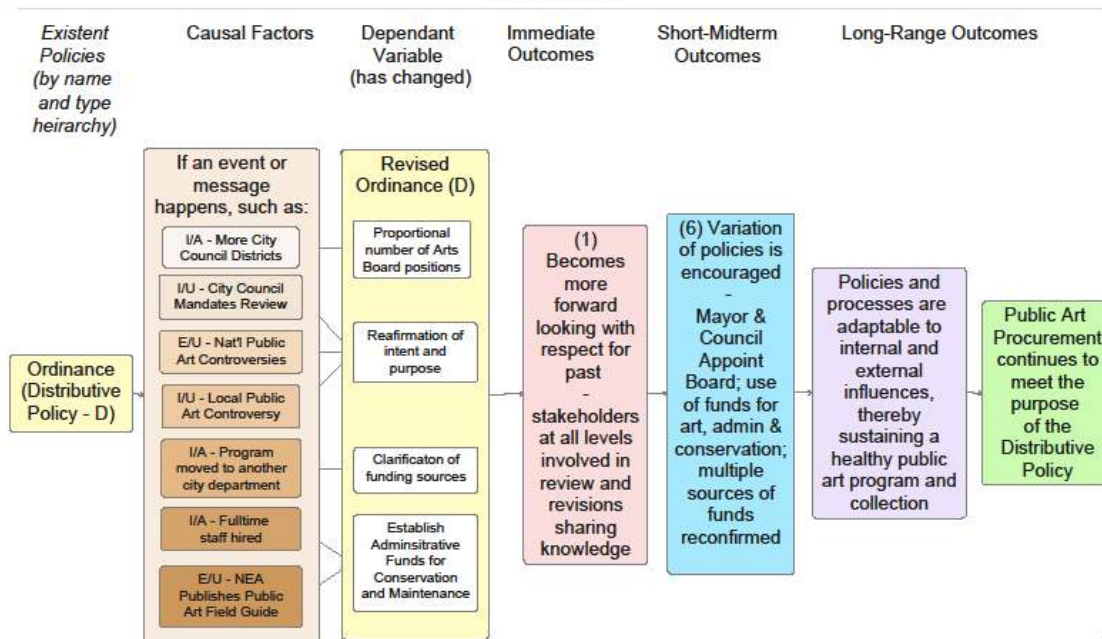 Existent
Policies
(by name
and type
heirarchy)
Causal Factors
Dependant
Variable
(has changed)
Immediate
Outcomes
Short-Midterm
Outcomes
Long-Range Outcomes
Ordinance
(Distributive
Policy - D)
If an event or
message
happens, such as:
I/A - More City
Council Districts
I/U - City Council
Mandates Review
E/U - Nat'l Public
Art Controversies
I/U - Local Public
Art Controversy
I/A - Program
moved to another
city department
I/A - Fulltime
staff hired
E/U - NEA
Publishes Public
Art Field Guide
Revised
Ordinance (D)
Proportional
number of Arts
Board positions
Reafirmation of
intent and
purpose
Clarificaton of
funding sources
Establish
Adminsitrative
Funds for
Conservation
and Maintenance
(1)
Becomes
more
forward
looking with
respect for
past
-
stakeholders
at all levels
involved in
review and
revisions
sharing
knowledge
(6) Variation
of policies is
encouraged
-
Mayor &
Council
Appoint
Board; use
of funds for
art, admin &
conservation;
multiple
sources of
funds
reconfirmed
Policies and
processes are
adaptable to
internal and
external
influences,
thereby
sustaining a
healthy public
art program and
collection
Public Art
Procurement
continues to
meet the
purpose
of the
Distributive
Policy